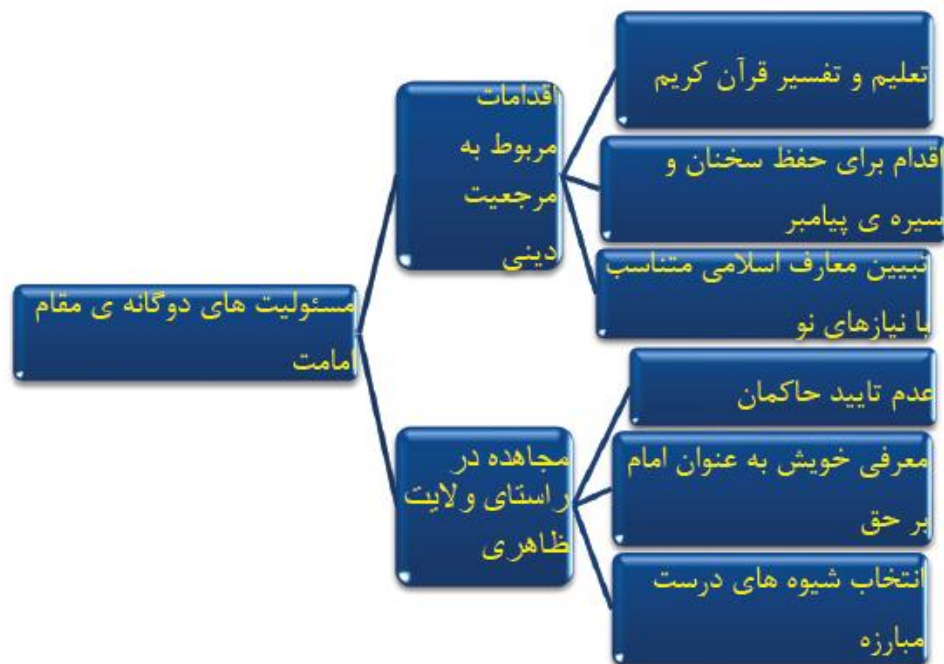 مسئولیت های دوگانه ی مقام
امامت
اقدامات
مربوط به
مرجعیت
دینی
تعلیم و تفسیر قرآن کریم
اقدام برای حفظ سخنان و
سیره ی پیامبر
تبیین معارف اسلامی متناسب
با نیازهای نو
مجاهده در
راستای ولایت
ظاهری
عدم تایید حاکمان
معرفی خویش به عنوان امام
بر حق
انتخاب شیوه های درست
مبارزه